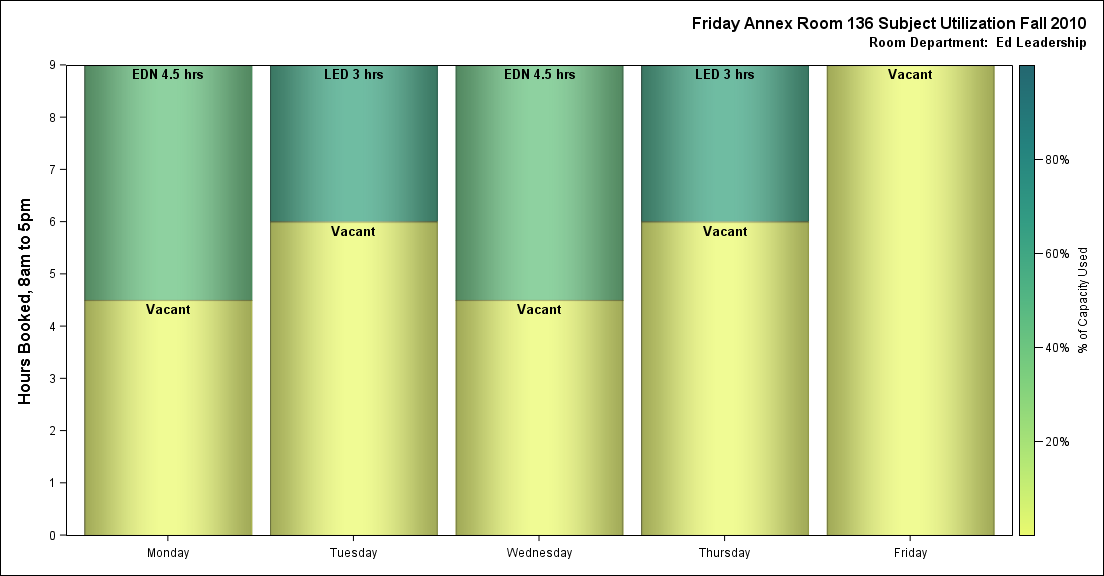 Friday Annex Room 136 Subject Utilization Fall 2010
Room Department: Ed Leadership
Hours Booked, 8am to 5pm
9
8
7
6
5
4
3
2
1
0
EDN 4.5 hrs
Vacant
LED 3 hrs
Vacant
EDN 4.5 hrs
Vacant
LED 3 hrs
Vacant
Vacant
Monday
Tuesday
Wednesday
Thursday
Friday
80%
60%
40%
20%
% of Capacity Used